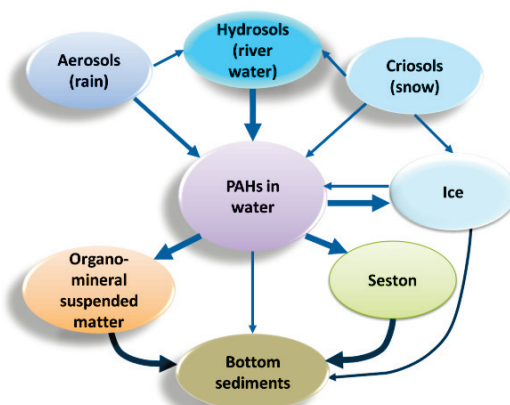 Hydrosols
(river
water)
Aerosols
(rain)
Criosols
(snow)
PAHs in
water
Ice
Organo-
mineral
suspended
matter
Seston
Bottom
sediments